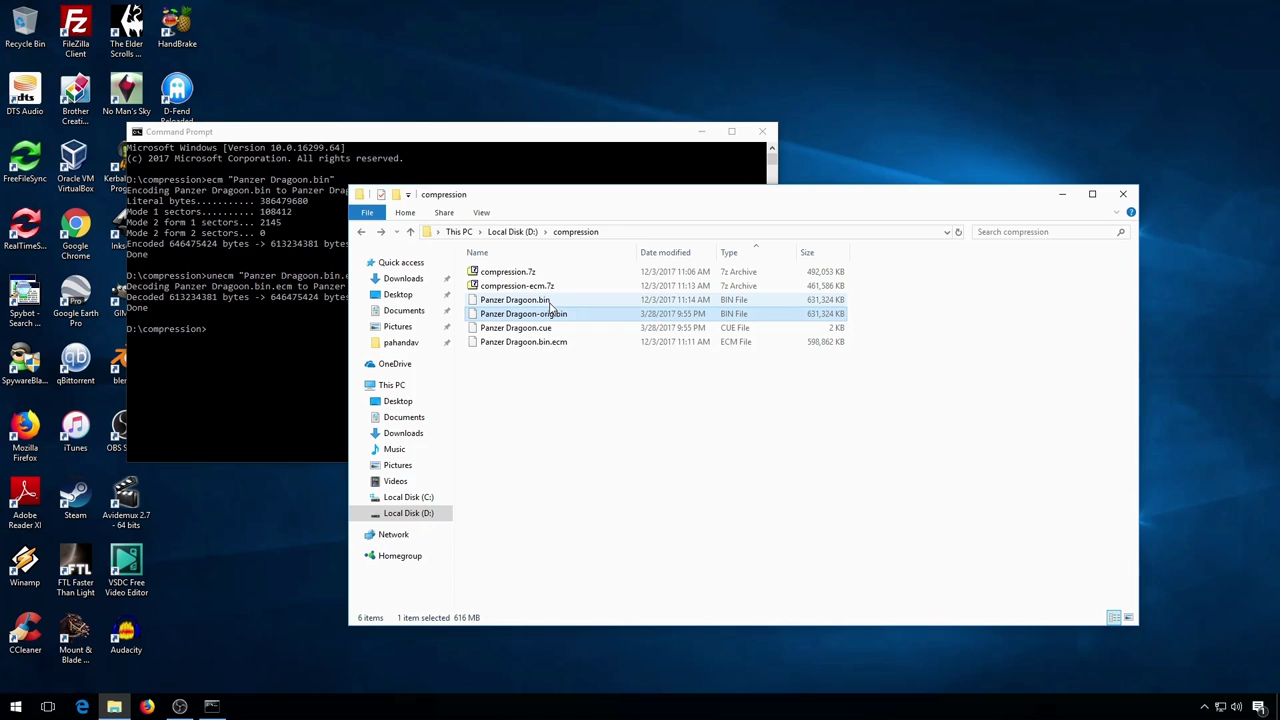 Recycle Bin
FileZilla
Client
The Elder
Scrolls ...
HandBrake
DTS Audio
Brother
Creati...
No Man's Sky
D-Fend
Reloaded
FreeFileSync
Oracle VM
VirtualBox
Kerbal
RealTimeS...
Google
Chrome
Inks
Spybot -
Search ...
Google
Earth Pro
SpywareBla...
qBittorrent
blen
Mozilla
Firefox
iTunes
OBS S
Adobe
Reader XI
Steam
Avidemux 2.7
- 64 bits
Winamp
FTL Faster
Than Light
VSDC Free
Video Editor
CCleaner
Mount &
Blade ...
Audacity
Command Prompt
Microsoft Windows [Version 10.0.16299.64]
(c) 2017 Microsoft Corporation. All rights reserved.
D:\compression>ecm "Panzer Dragoon.bin"
Encoding Panzer Dragoon.bin to Panzer Drag
Literal bytes........... 386479680
Mode 1 sectors.......... 108412
Mode 2 form 1 sectors... 2145
Mode 2 form 2 sectors... 0
Encoded 646475424 bytes -> 613234381 bytes
Done
D:\compression>unecm "Panzer Dragoon.bin.e
Decoding Panzer Dragoon.bin.ecm to Panzer
Decoded 613234381 bytes -> 646475424 bytes
Done
D:\compression>
compression
File Home Share View
This PC > Local Disk (D:) > compression
Search compression
Name Date modified Type Size
compression.7z 12/3/2017 11:06 AM 7z Archive 492,053 KB
compression-ecm.7z 12/3/2017 11:13 AM 7z Archive 461,586 KB
Panzer Dragoon.bin 12/3/2017 11:14 AM BIN File 631,324 KB
Panzer Dragoon-orig.bin 3/28/2017 9:55 PM BIN File 631,324 KB
Panzer Dragoon.cue 3/28/2017 9:55 PM CUE File 2 KB
Panzer Dragoon.bin.ecm 12/3/2017 11:11 AM ECM File 598,862 KB
Quick access
Downloads
Desktop
Documents
Pictures
pahandav
OneDrive
This PC
Desktop
Documents
Downloads
Music
Pictures
Videos
Local Disk (C:)
Local Disk (D:)
Network
Homegroup
6 items 1 item selected 616 MB